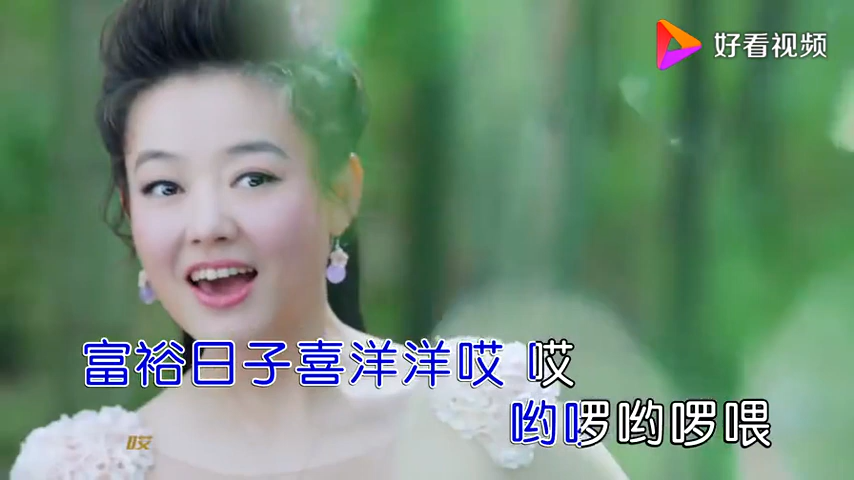 好看视频
富裕日子喜洋洋哎 哎
哟啰哟啰喂
哎